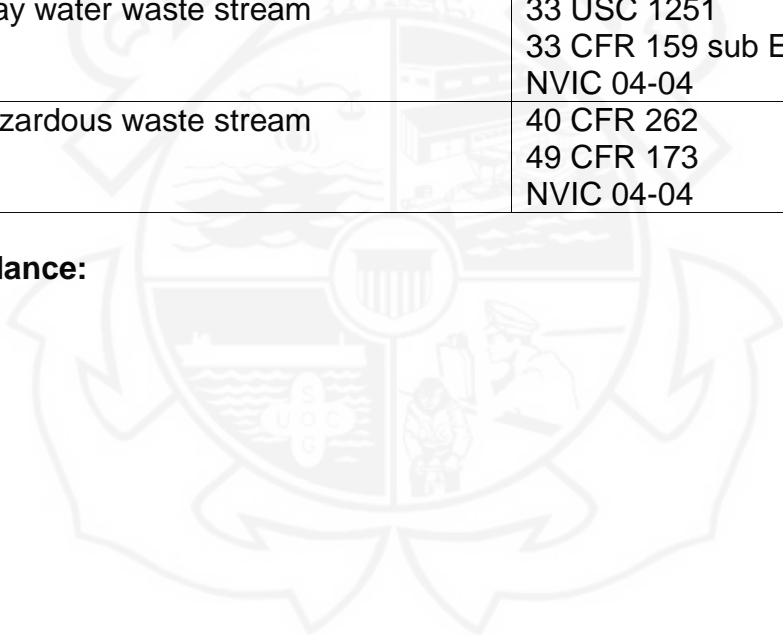 ay water waste stream 33 USC 1251
33 CFR 159 sub E
NVIC 04-04
zardous waste stream 40 CFR 262
49 CFR 173
NVIC 04-04
lance:
S
U O C
G